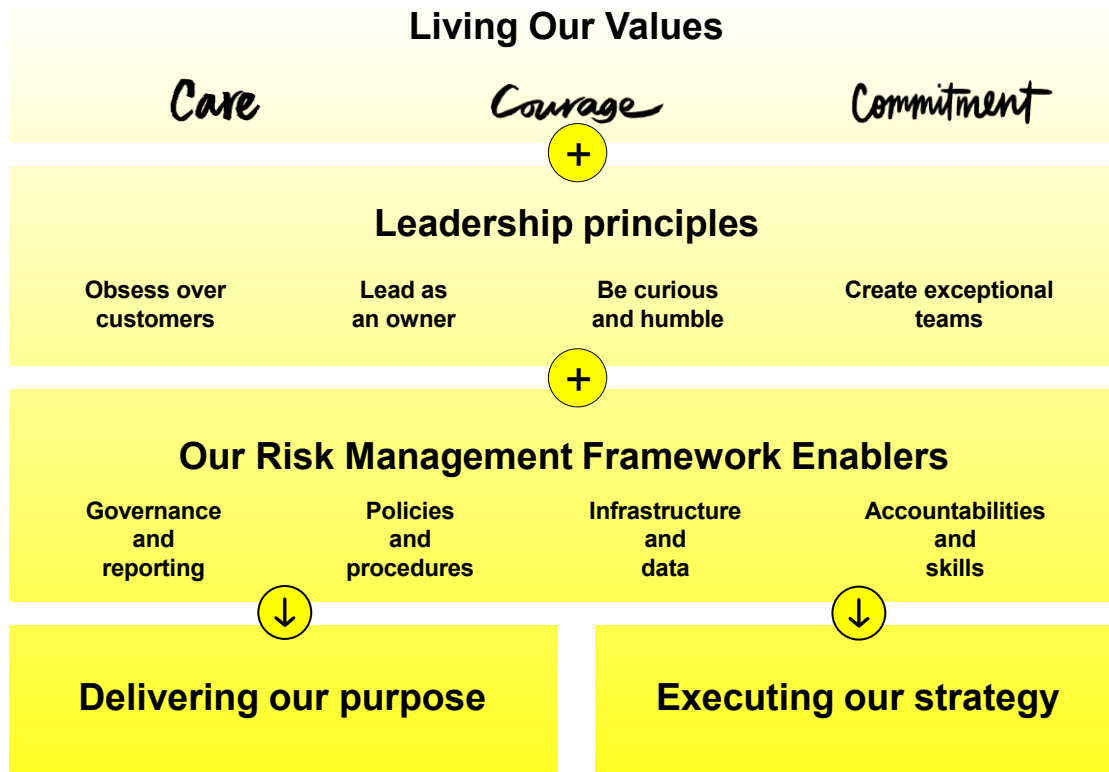 Living Our Values
Care Courage Commitment
+
Leadership principles
Obsess over customers
Lead as an owner
Be curious and humble
Create exceptional teams
+
Our Risk Management Framework Enablers
Governance and reporting
Policies and procedures
Infrastructure and data
Accountabilities and skills
Delivering our purpose
Executing our strategy